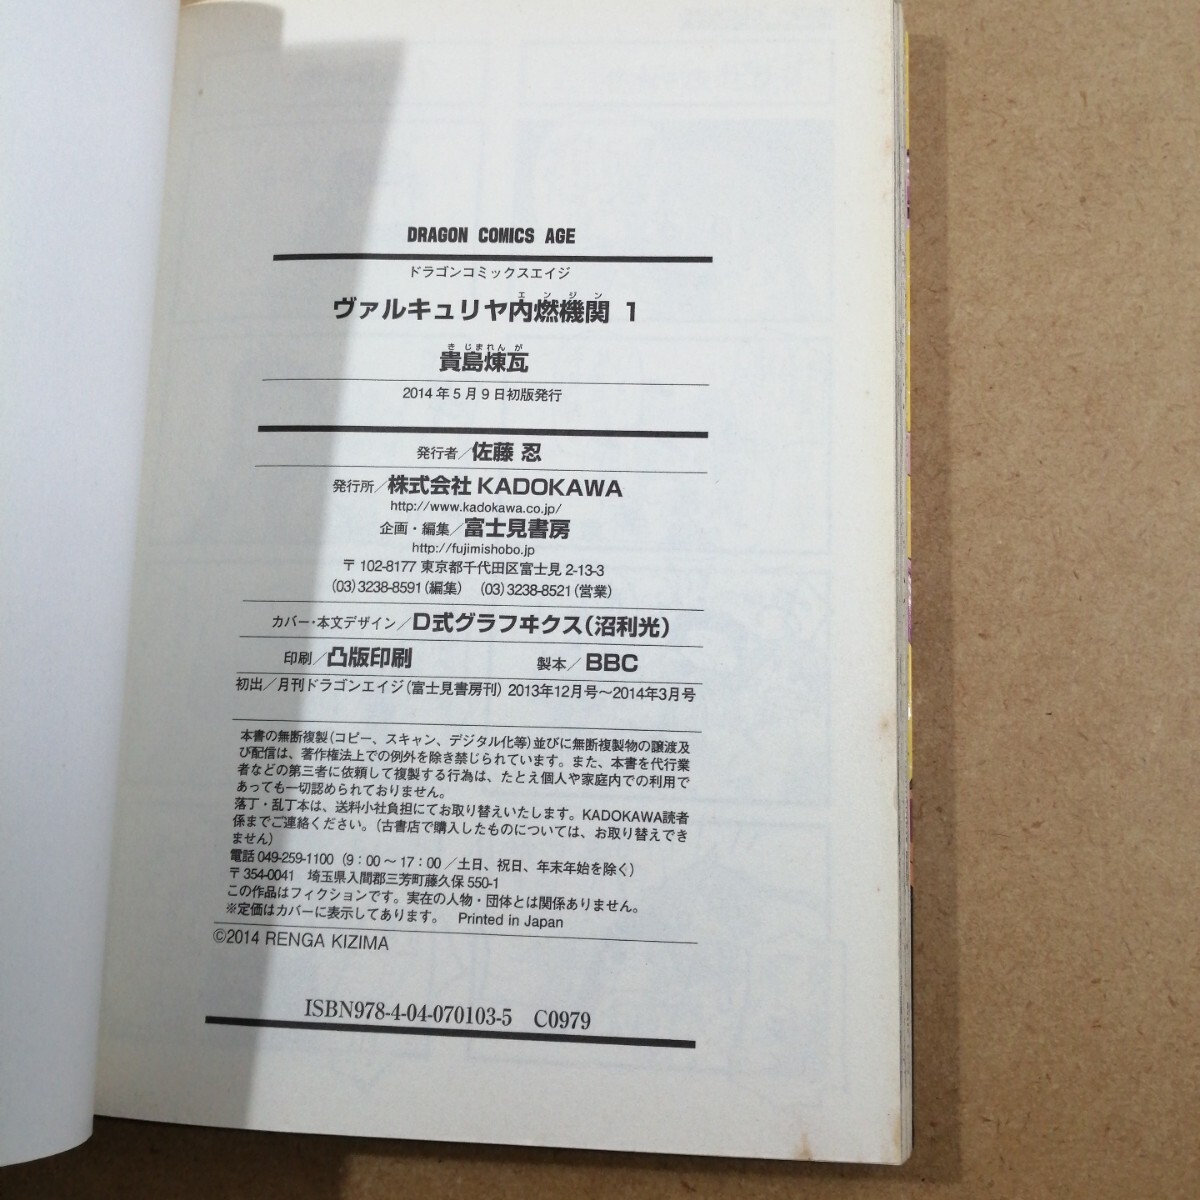 DRAGON COMICS AGE
ドラゴンコミックスエイジ
エンジン
ヴァルキュリヤ内燃機関 1
きじまれんが
貴島煉瓦
2014年5月9日初版発行
発行者/佐藤 忍
発行所/株式会社KADOKAWA
http://www.kadokawa.co.jp/
企画・編集/富士見書房
http://fujimishobo.jp
〒102-8177 東京都千代田区富士見 2-13-3
(03)3238-8591(編集) (03)3238-8521(営業)
カバー・本文デザイン/D式グラフヰクス(沼利光)
印刷/凸版印刷 製本/BBC
初出/月刊ドラゴンエイジ(富士見書房刊) 2013年12月号〜2014年3月号
本書の無断複製(コピー、スキャン、デジタル化等)並びに無断複製物の譲渡及
び配信は、著作権法上での例外を除き禁じられています。また、本書を代行業
者などの第三者に依頼して複製する行為は、たとえ個人や家庭内での利用で
あっても一切認められておりません。
落丁・乱丁本は、送料小社負担にてお取り替えいたします。KADOKAWA読者
係までご連絡ください。(古書店で購入したものについては、お取り替えでき
ません)
電話 049-259-1100 (9:00〜17:00/土日、祝日、年末年始を除く)
〒354-0041 埼玉県入間郡三芳町藤久保 550-1
この作品はフィクションです。実在の人物・団体とは関係ありません。
※定価はカバーに表示してあります。 Printed in Japan
©2014 RENGA KIZIMA
ISBN978-4-04-070103-5 C0979